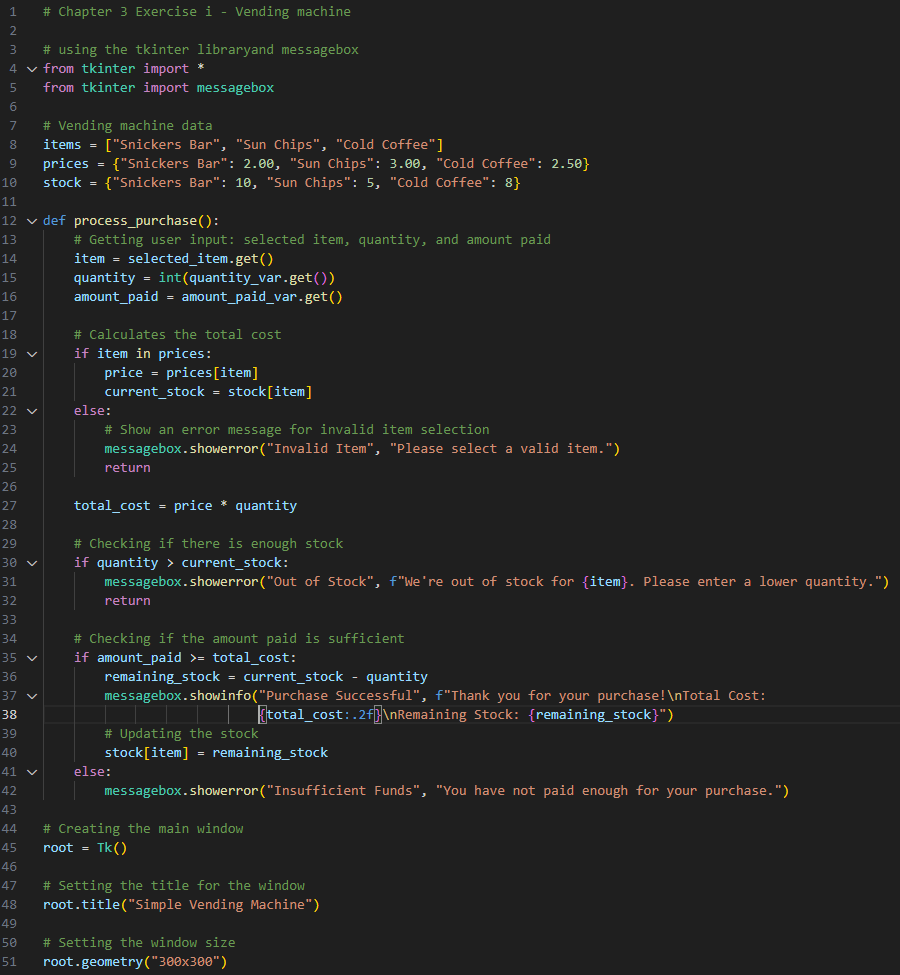 1 # Chapter 3 Exercise i - Vending machine
2
3 # using the tkinter libraryand messagebox
4 from tkinter import *
5 from tkinter import messagebox
6
7 # Vending machine data
8 items = ["Snickers Bar", "Sun Chips", "Cold Coffee"]
9 prices = {"Snickers Bar": 2.00, "Sun Chips": 3.00, "Cold Coffee": 2.50}
10 stock = {"Snickers Bar": 10, "Sun Chips": 5, "Cold Coffee": 8}
11
12 def process_purchase():
13     # Getting user input: selected item, quantity, and amount paid
14     item = selected_item.get()
15     quantity = int(quantity_var.get())
16     amount_paid = amount_paid_var.get()
17
18     # Calculates the total cost
19     if item in prices:
20         price = prices[item]
21         current_stock = stock[item]
22     else:
23         # Show an error message for invalid item selection
24         messagebox.showerror("Invalid Item", "Please select a valid item.")
25         return
26
27     total_cost = price * quantity
28
29     # Checking if there is enough stock
30     if quantity > current_stock:
31         messagebox.showerror("Out of Stock", f"We're out of stock for {item}. Please enter a lower quantity.")
32         return
33
34     # Checking if the amount paid is sufficient
35     if amount_paid >= total_cost:
36         remaining_stock = current_stock - quantity
37         messagebox.showinfo("Purchase Successful", f"Thank you for your purchase!\nTotal Cost:
38                             {total_cost:.2f}\nRemaining Stock: {remaining_stock}")
39         # Updating the stock
40         stock[item] = remaining_stock
41     else:
42         messagebox.showerror("Insufficient Funds", "You have not paid enough for your purchase.")
43
44 # Creating the main window
45 root = Tk()
46
47 # Setting the title for the window
48 root.title("Simple Vending Machine")
49
50 # Setting the window size
51 root.geometry("300x300")